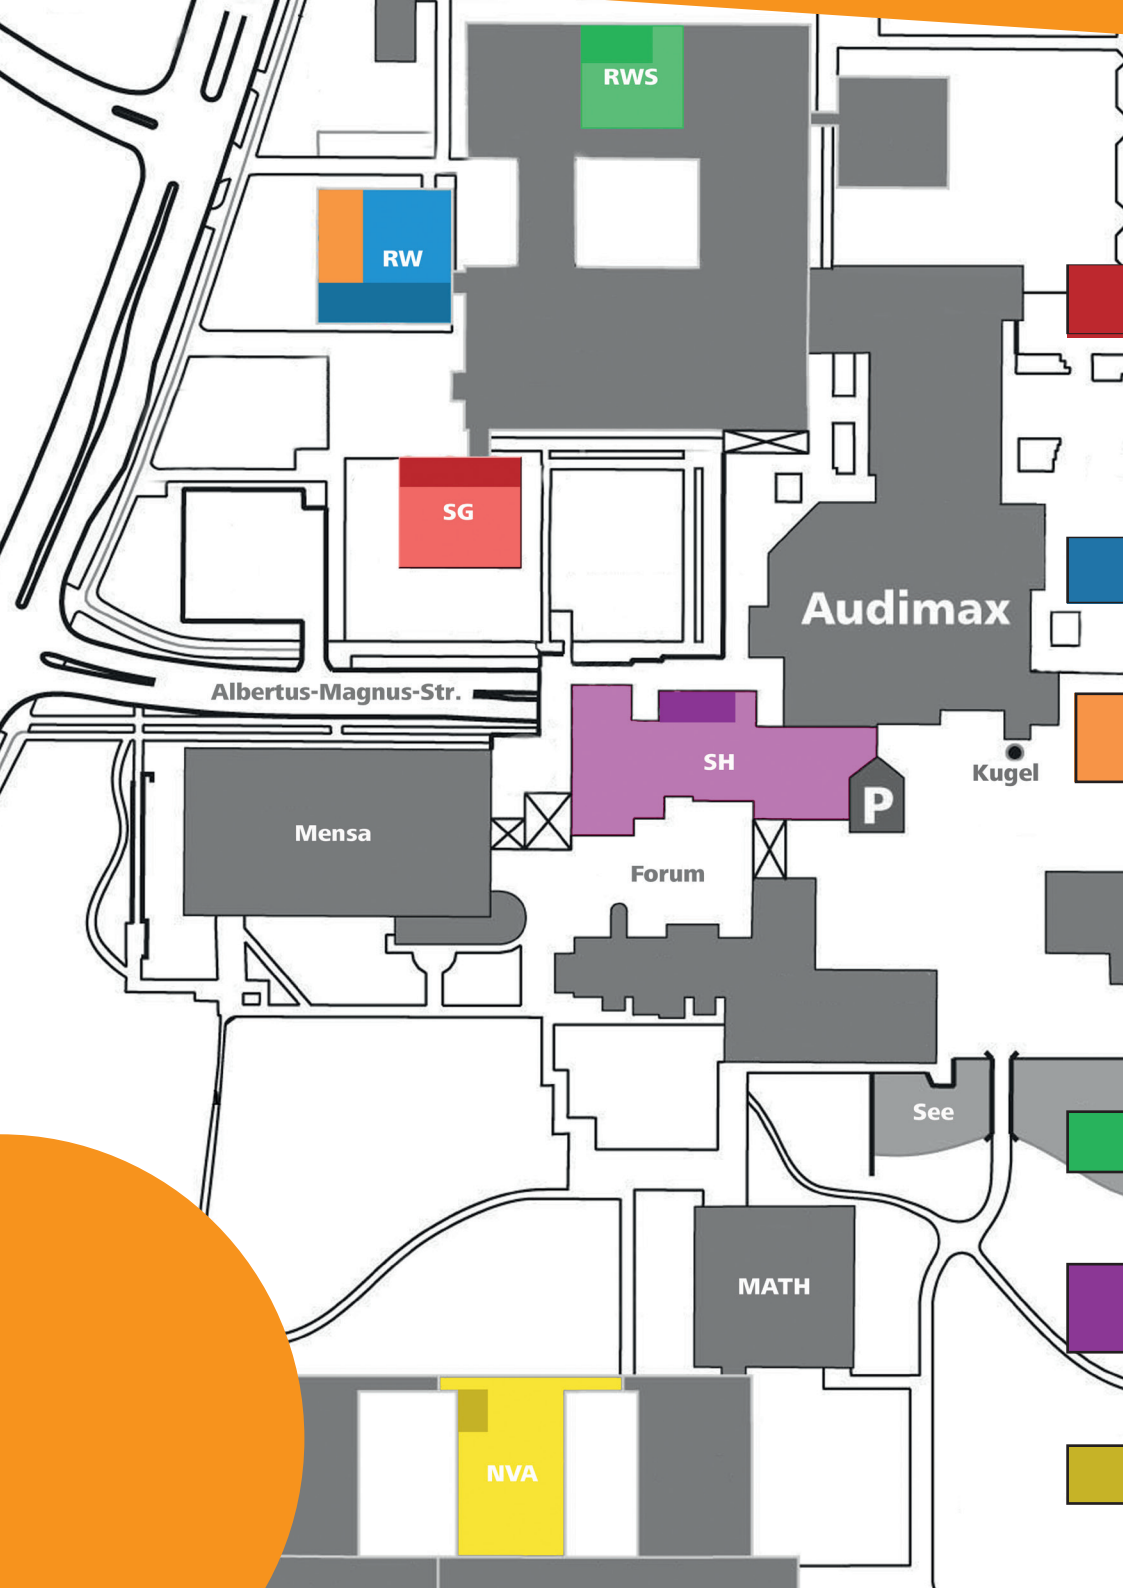 RWS
RW
SG
Audimax
Albertus-Magnus-Str.
SH
Kugel
P
Mensa
Forum
See
MATH
NVA